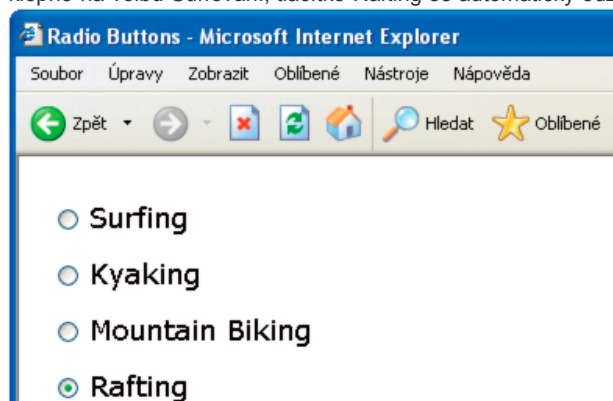 Radio Buttons - Microsoft Internet Explorer
Soubor Úpravy Zobrazit Oblíbené Nástroje Nápověda
Zpět Hledat Oblíbené
Surfing
Kyaking
Mountain Biking
Rafting